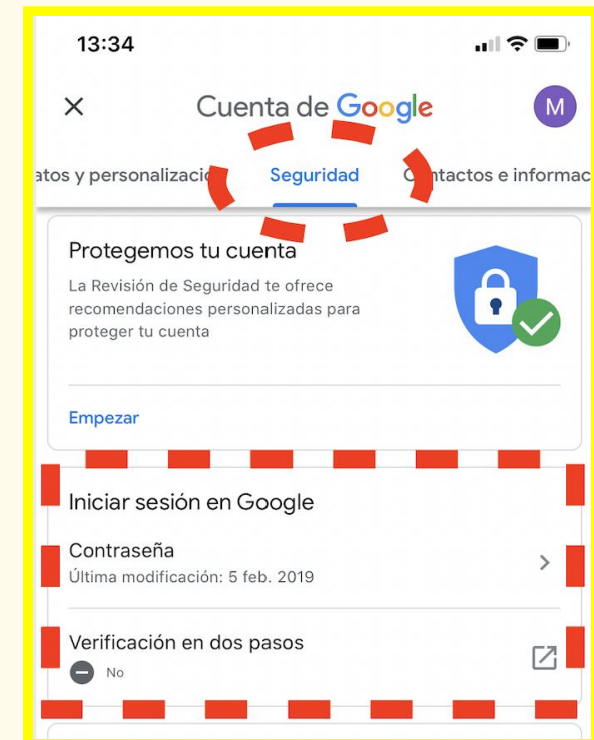 13:34
Cuenta de Google
M
atos y personalizació Seguridad C ntactos e informac
Protegemos tu cuenta
La Revisión de Seguridad te ofrece
recomendaciones personalizadas para
proteger tu cuenta
Empezar
Iniciar sesión en Google
Contraseña
Última modificación: 5 feb. 2019
Verificación en dos pasos
No